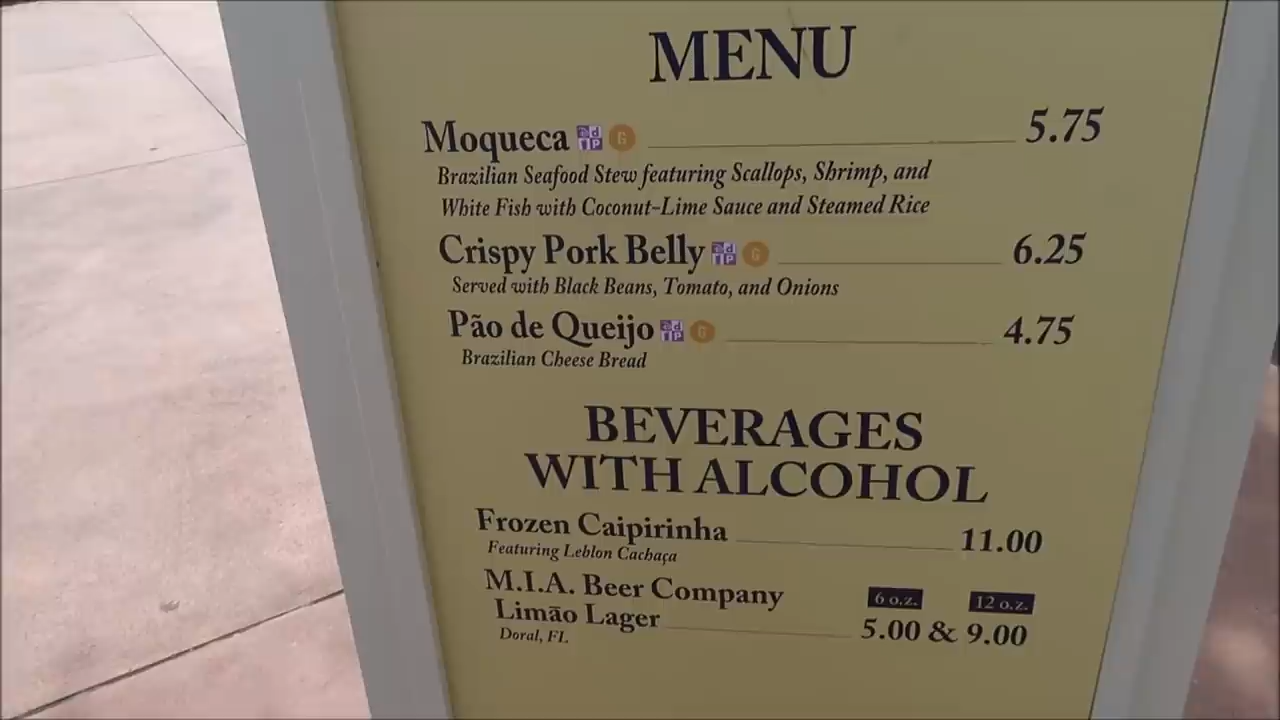 MENU
Moqueca G 5.75
Brazilian Seafood Stew featuring Scallops, Shrimp, and
White Fish with Coconut-Lime Sauce and Steamed Rice
Crispy Pork Belly G 6.25
Served with Black Beans, Tomato, and Onions
Pão de Queijo G 4.75
Brazilian Cheese Bread
BEVERAGES
WITH ALCOHOL
Frozen Caipirinha 11.00
Featuring Leblon Cachaça
M.I.A. Beer Company 6 o.z. 12 o.z.
Limão Lager 5.00 & 9.00
Doral, FL